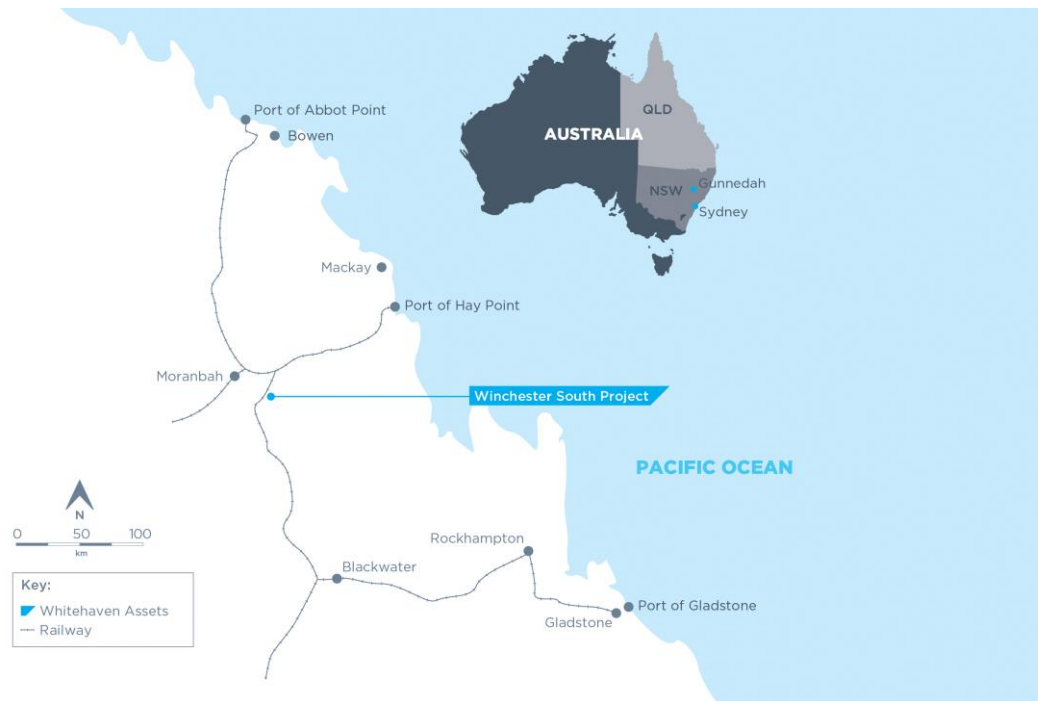 Port of Abbot Point
Bowen
QLD
AUSTRALIA
NSW
Gunnedah
Sydney
Mackay
Port of Hay Point
Moranbah
Winchester South Project
PACIFIC OCEAN
N
0 50 100
km
Rockhampton
Blackwater
Key:
Whitehaven Assets
Railway
Port of Gladstone
Gladstone